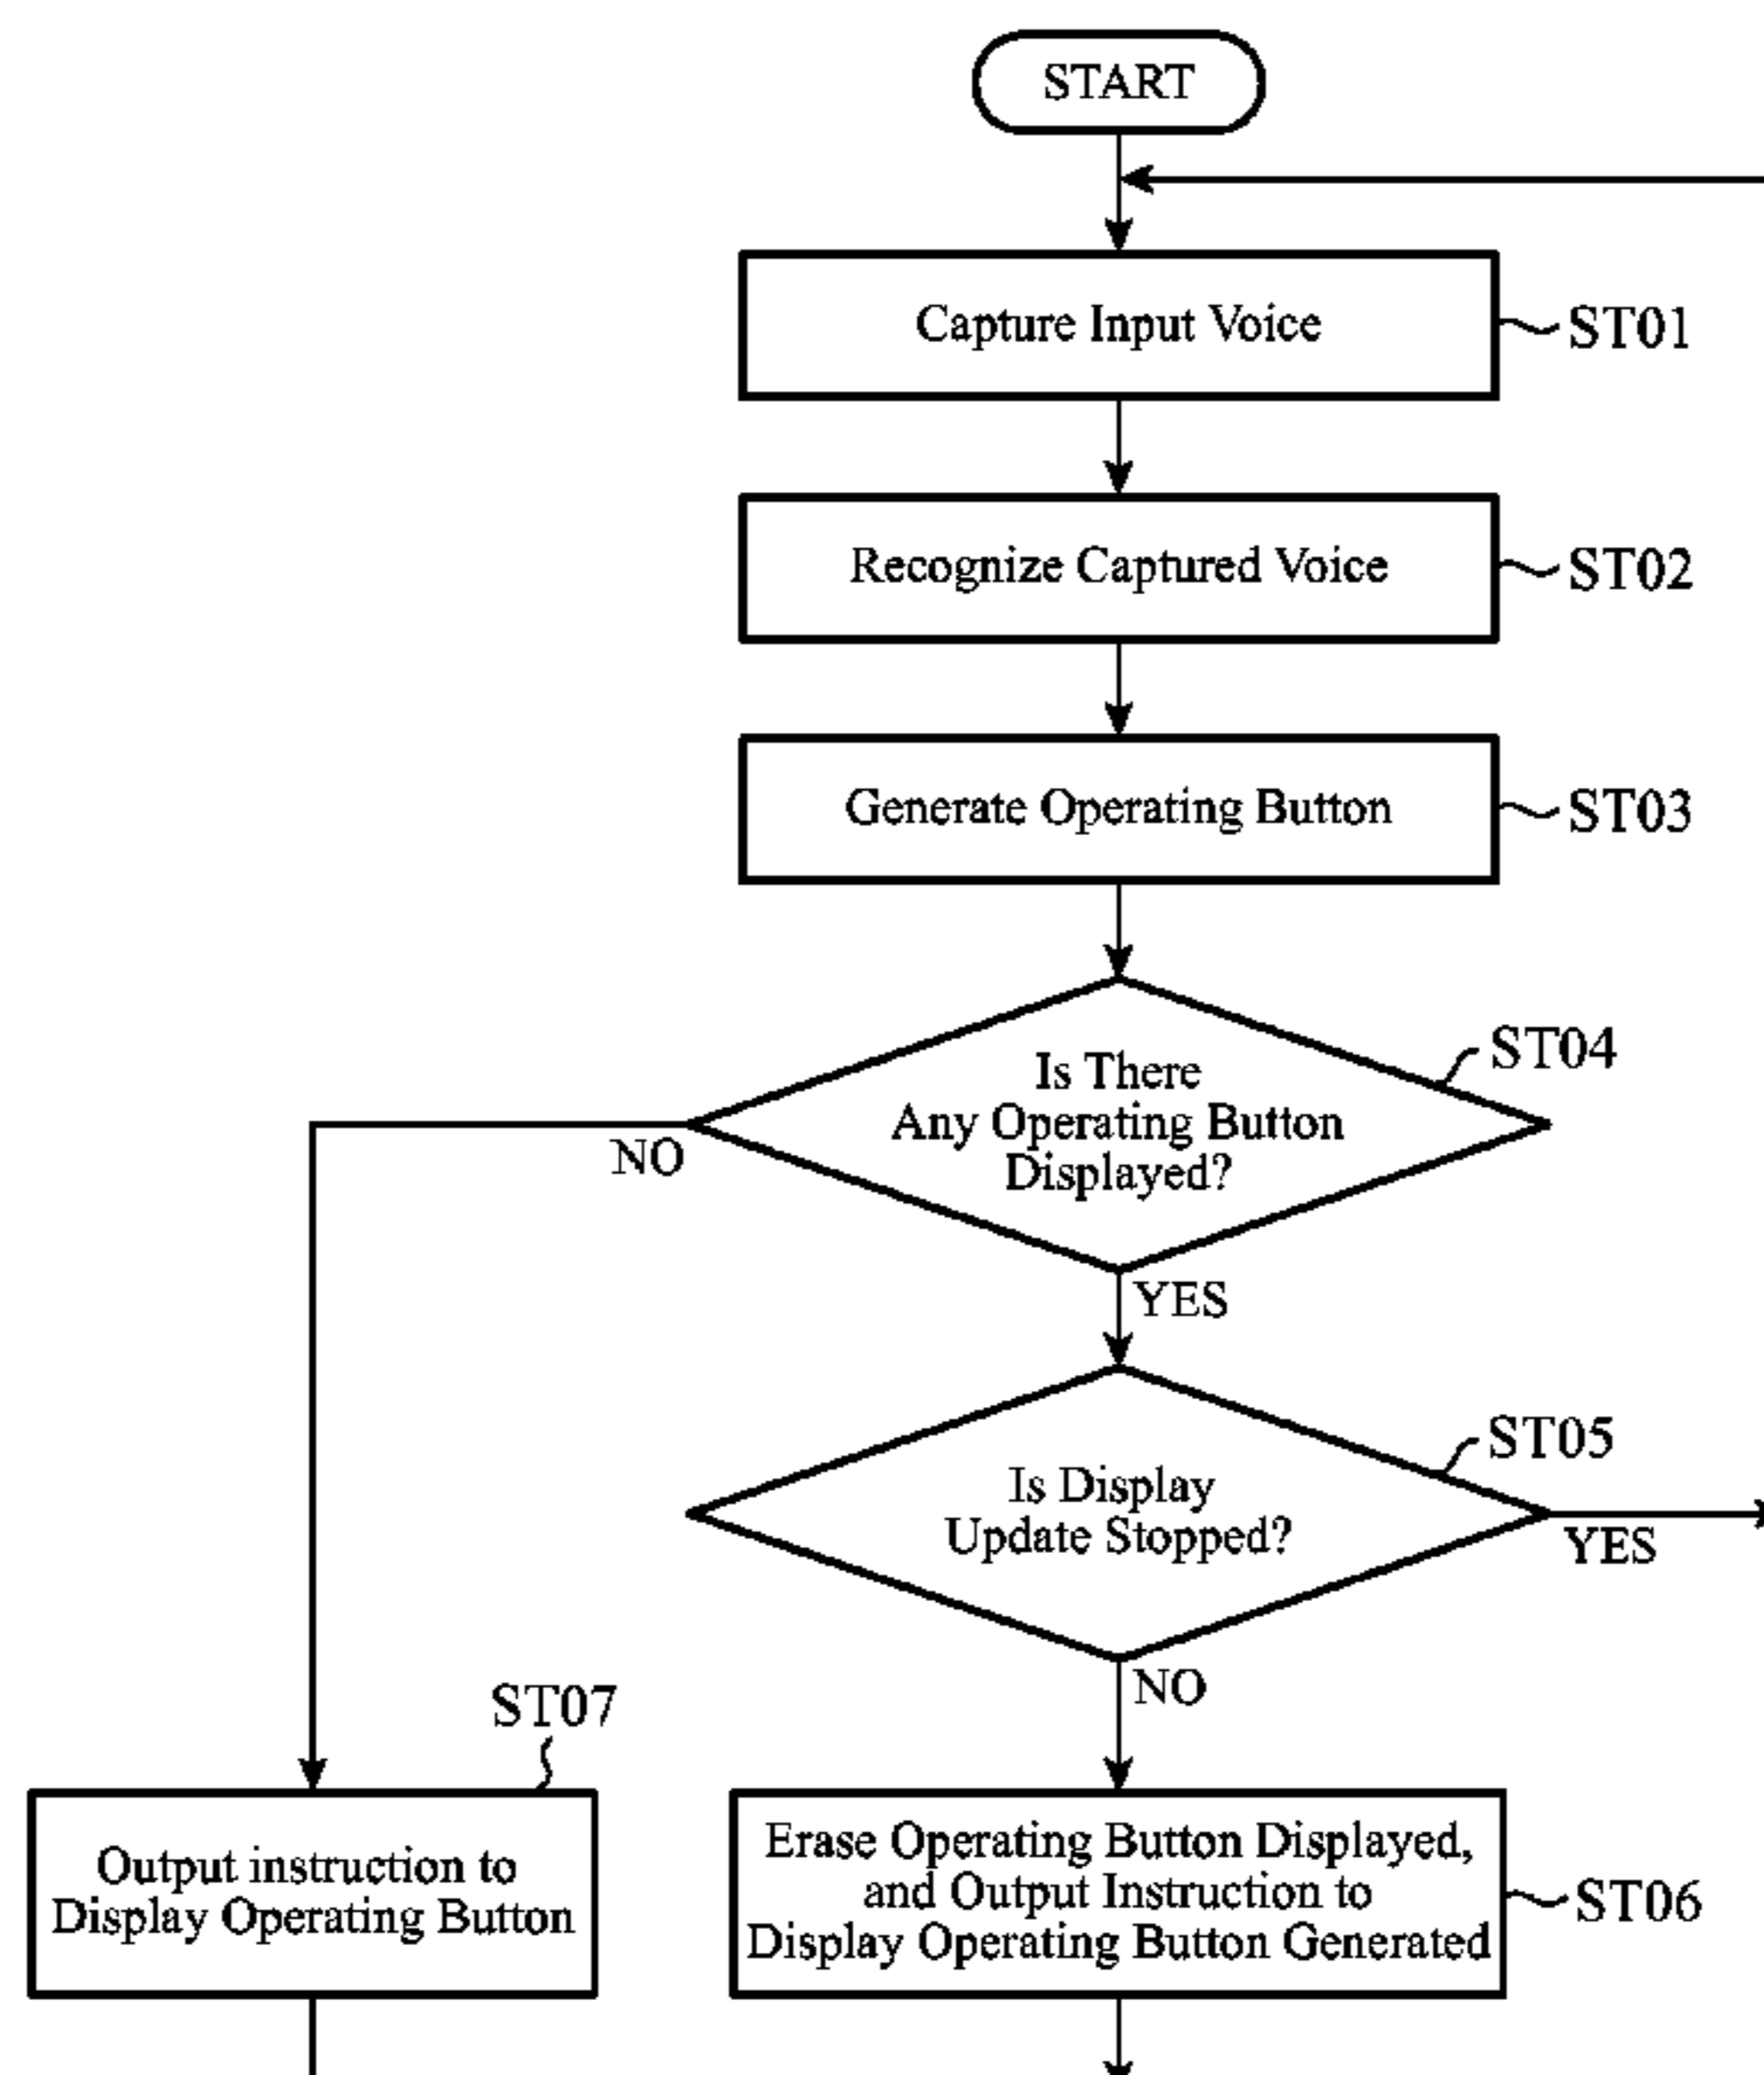 START
Capture Input Voice
ST01
Recognize Captured Voice
ST02
Generate Operating Button
ST03
ST04
Is There
Any Operating Button
Displayed?
NO
YES
ST05
Is Display
Update Stopped?
YES
NO
ST07
Output instruction to
Display Operating Button
Erase Operating Button Displayed,
and Output Instruction to
Display Operating Button Generated
ST06